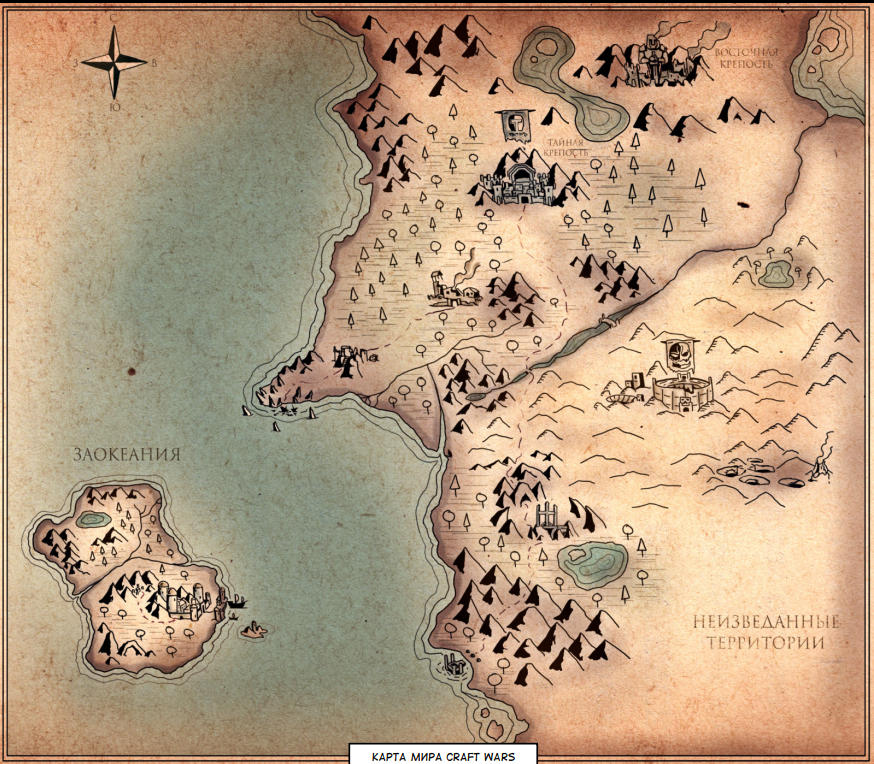 С
З
В
Ю
ВОСТОЧНАЯ
КРЕПОСТЬ
ТАЙНАЯ
КРЕПОСТЬ
ЗАОКЕАНИЯ
НЕИЗВЕДАННЫЕ
ТЕРРИТОРИИ
КАРТА МИРА CRAFT WARS